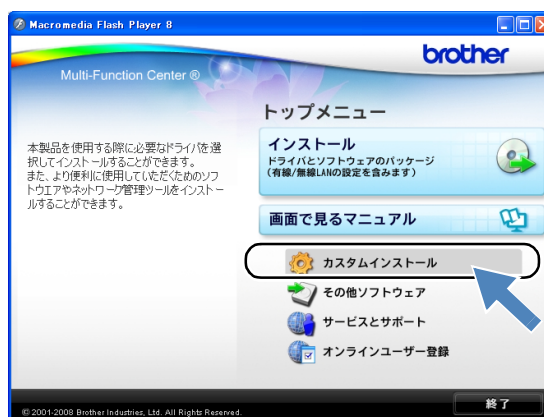 Macromedia Flash Player 8
brother
Multi-Function Center ®
トップメニュー
本製品を使用する際に必要なドライバを選
択してインストールすることができます。
また、より便利に使用していただくためのソフ
トウエアやネットワーク管理ツールをインストー
ルすることができます。
インストール
ドライバとソフトウェアのパッケージ
(有線/無線LANの設定を含みます)
画面で見るマニュアル
カスタムインストール
その他ソフトウェア
サービスとサポート
オンラインユーザー登録
© 2001-2008 Brother Industries, Ltd. All Rights Reserved.
終了